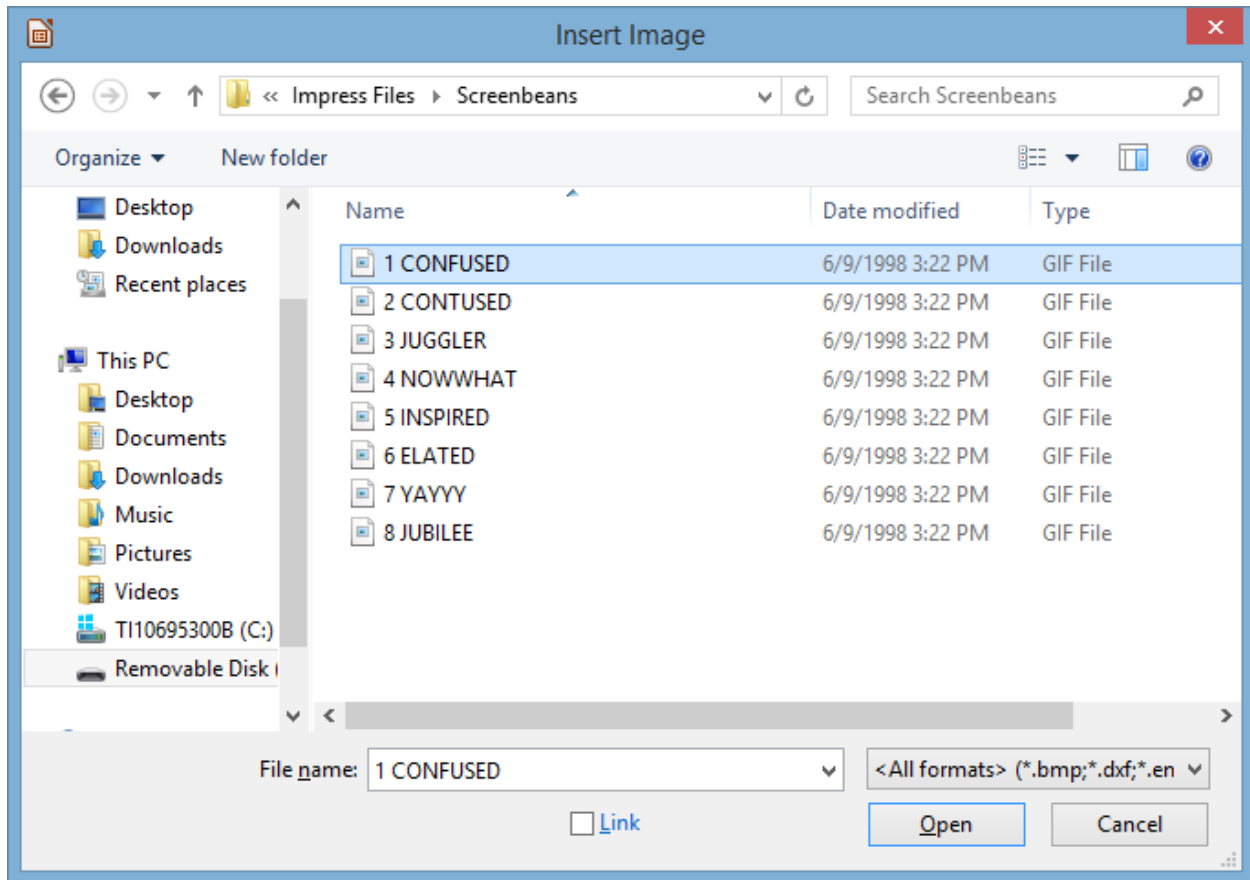 Insert Image
« Impress Files Screenbeans
Search Screenbeans
Organize New folder
Name Date modified Type
Desktop
Downloads
Recent places
This PC
Desktop
Documents
Downloads
Music
Pictures
Videos
TI10695300B (C:)
Removable Disk (
1 CONFUSED 6/9/1998 3:22 PM GIF File
2 CONTUSED 6/9/1998 3:22 PM GIF File
3 JUGGLER 6/9/1998 3:22 PM GIF File
4 NOWWHAT 6/9/1998 3:22 PM GIF File
5 INSPIRED 6/9/1998 3:22 PM GIF File
6 ELATED 6/9/1998 3:22 PM GIF File
7 YAYYY 6/9/1998 3:22 PM GIF File
8 JUBILEE 6/9/1998 3:22 PM GIF File
File name: 1 CONFUSED <All formats> (*.bmp;*.dxf;*.en
Link
Open Cancel